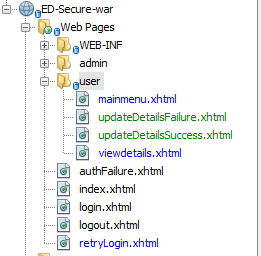 ED-Secure-war
Web Pages
WEB-INF
admin
user
mainmenu.xhtml
updateDetailsFailure.xhtml
updateDetailsSuccess.xhtml
viewdetails.xhtml
authFailure.xhtml
index.xhtml
login.xhtml
logout.xhtml
retryLogin.xhtml